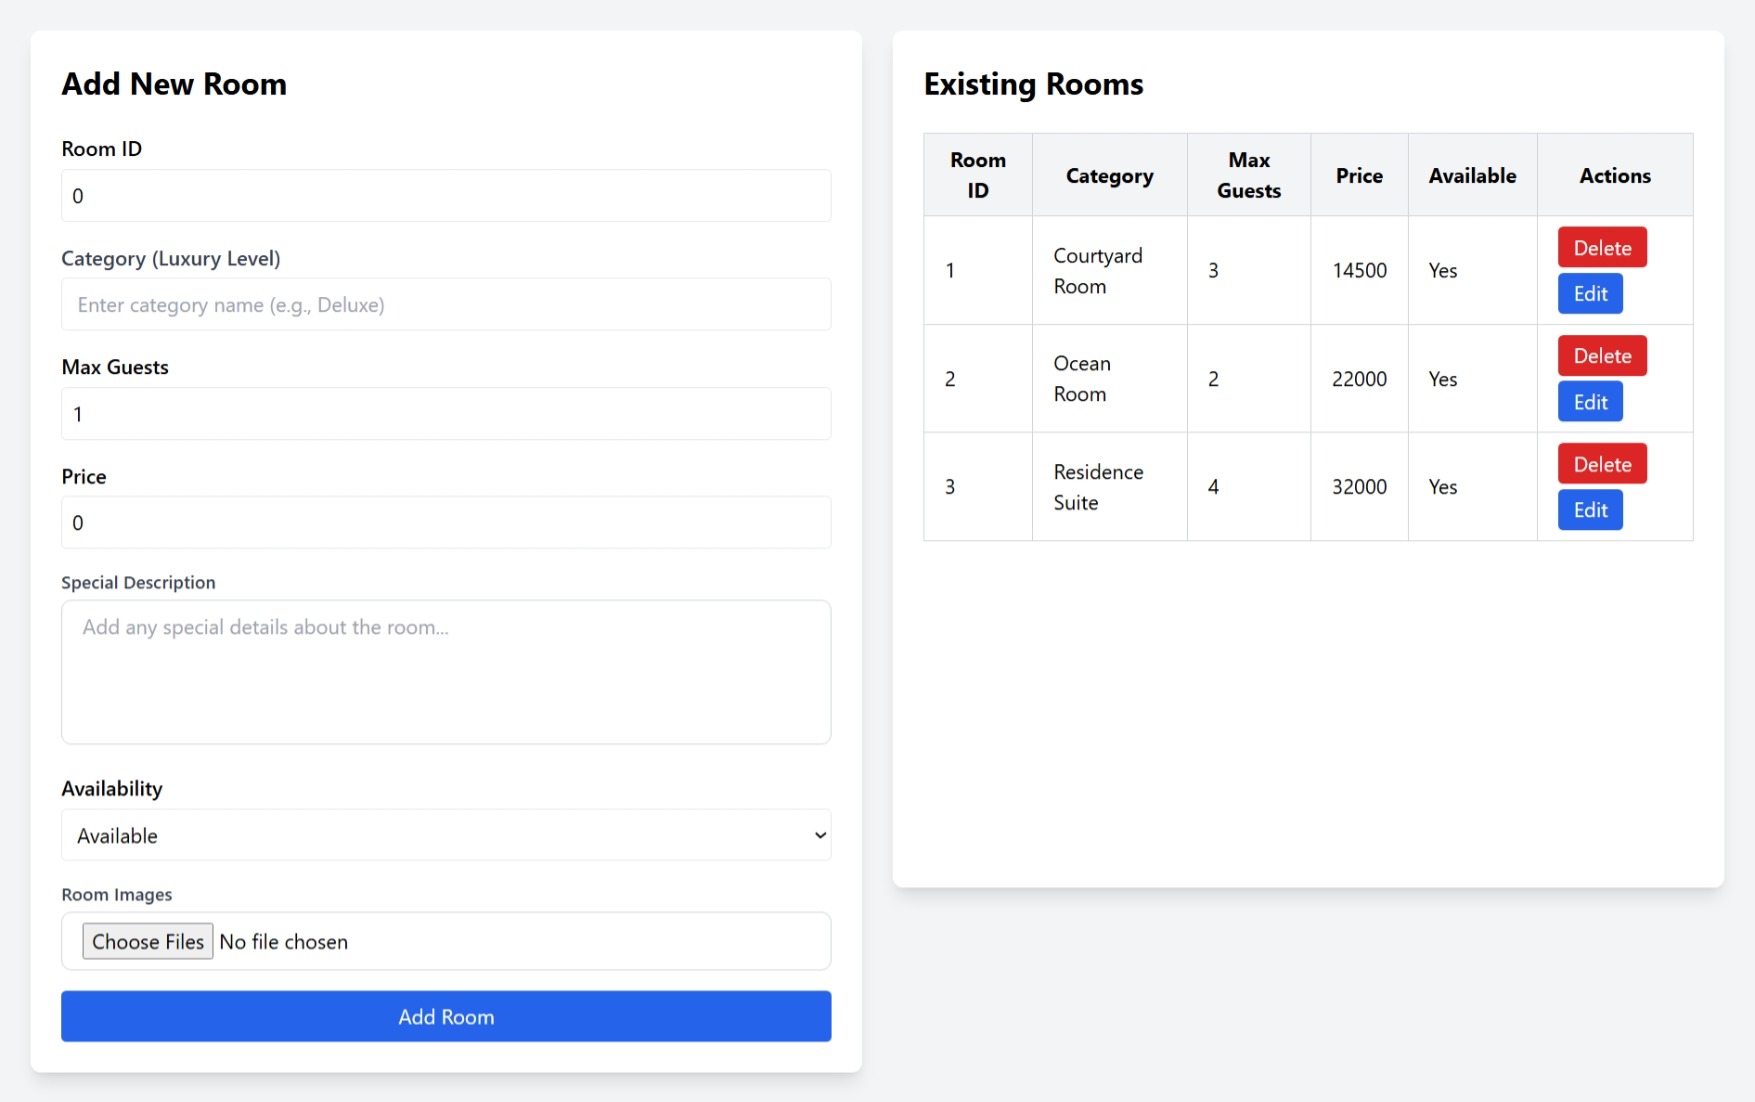 Add New Room
Room ID
0
Category (Luxury Level)
Enter category name (e.g., Deluxe)
Max Guests
1
Price
0
Special Description
Add any special details about the room...
Availability
Available
Room Images
Choose Files No file chosen
Add Room
Existing Rooms
Room ID Category Max Guests Price Available Actions
1 Courtyard Room 3 14500 Yes Delete Edit
2 Ocean Room 2 22000 Yes Delete Edit
3 Residence Suite 4 32000 Yes Delete Edit